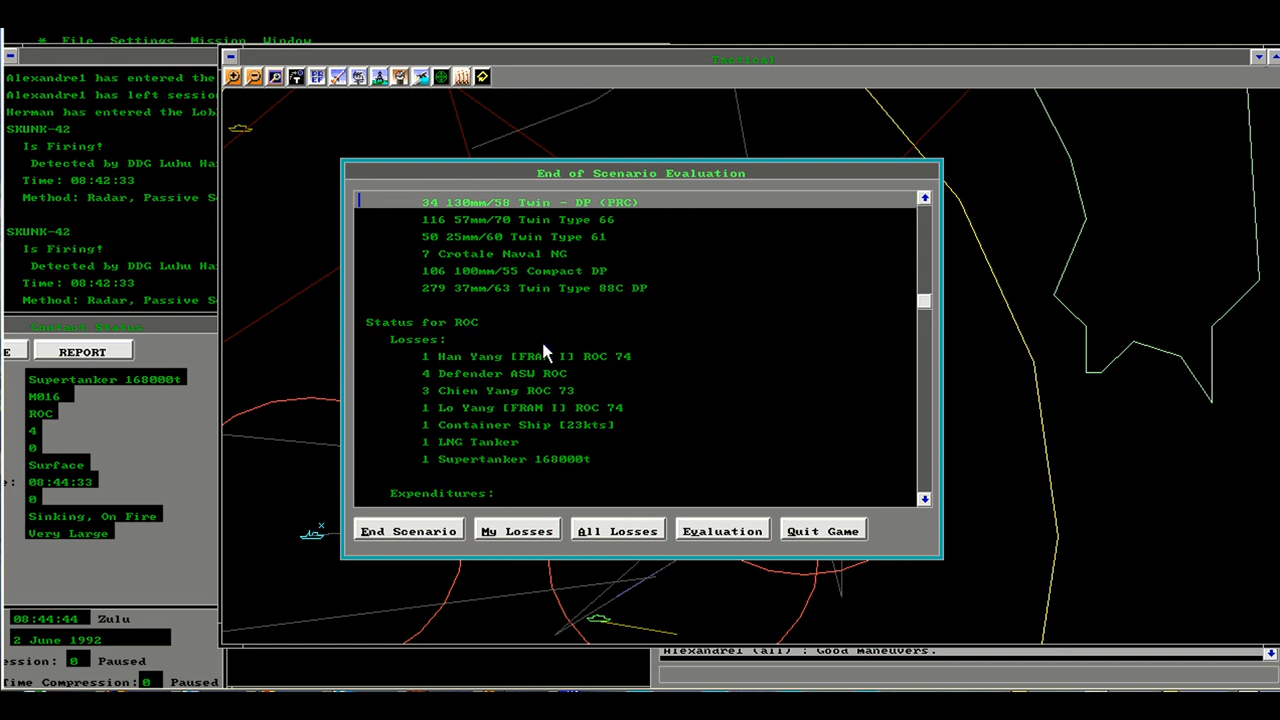 * File Settings Mission Window
Tactical
Alexandre1 has entered the
Alexandre1 has left sessio
Herman has entered the Lob
SKUNK-42
Is Firing!
Detected by DDG Luhu Ha
Time: 08:42:33
Method: Radar, Passive S
SKUNK-42
Is Firing!
Detected by DDG Luhu Ha
Time: 08:42:33
Method: Radar, Passive S
Contact Status
E REPORT
Supertanker 168000t
M016
ROC
4
0
Surface
: 08:44:33
0
Sinking, On Fire
Very Large
08:44:44 Zulu
2 June 1992
ession: 0 Paused
Time Compression: 0 Paused
End of Scenario Evaluation
34 130mm/58 Twin - DP (PRC)
116 57mm/70 Twin Type 66
50 25mm/60 Twin Type 61
7 Crotale Naval NG
106 100mm/55 Compact DP
279 37mm/63 Twin Type 88C DP
Status for ROC
Losses:
1 Han Yang [FRAM I] ROC 74
4 Defender ASW ROC
3 Chien Yang ROC 73
1 Lo Yang [FRAM I] ROC 74
1 Container Ship [23kts]
1 LNG Tanker
1 Supertanker 168000t
Expenditures:
End Scenario My Losses All Losses Evaluation Quit Game
Alexandre1 (all) : Good maneuvers.